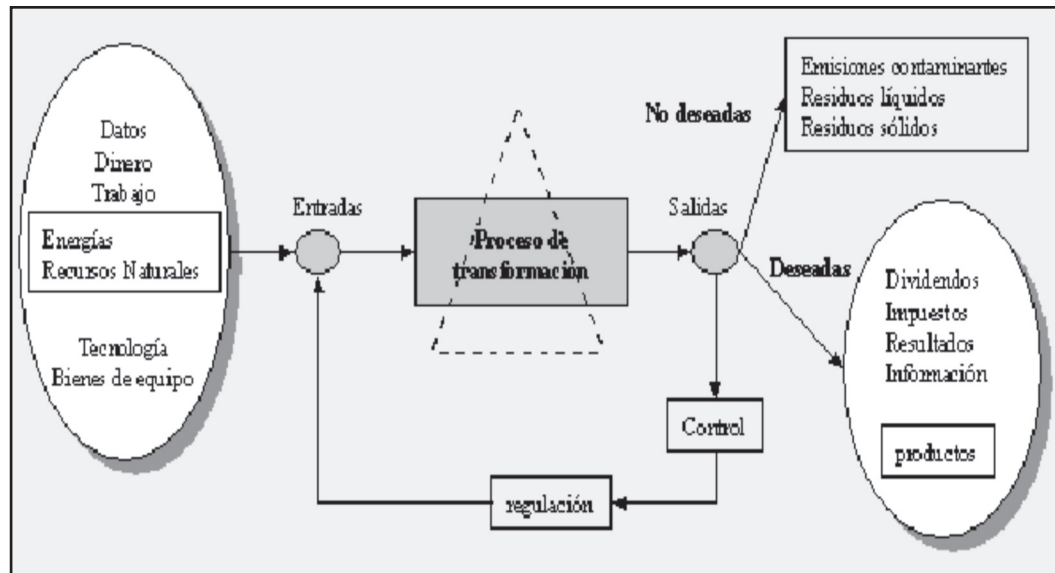 Datos
Dinero
Trabajo
Energías
Recursos Naturales
Tecnología
Bienes de equipo
Entradas
Proceso de
transformación
Salidas
No deseadas
Emisiones contaminantes
Residuos líquidos
Residuos sólidos
Deseadas
Dividendos
Impuestos
Resultados
Información
productos
Control
regulación